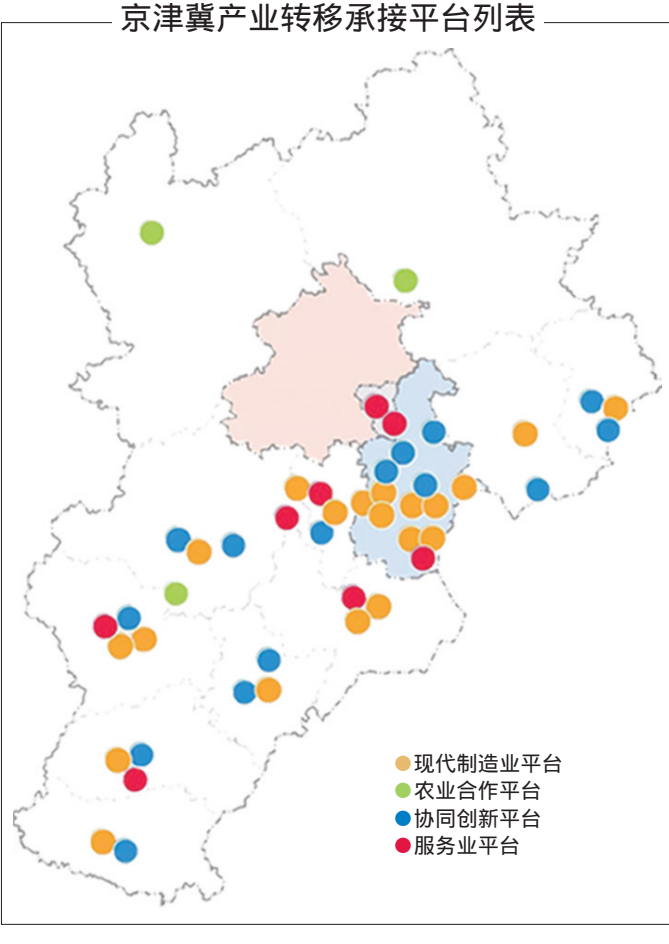 京津冀产业转移承接平台列表
现代制造业平台
农业合作平台
协同创新平台
服务业平台